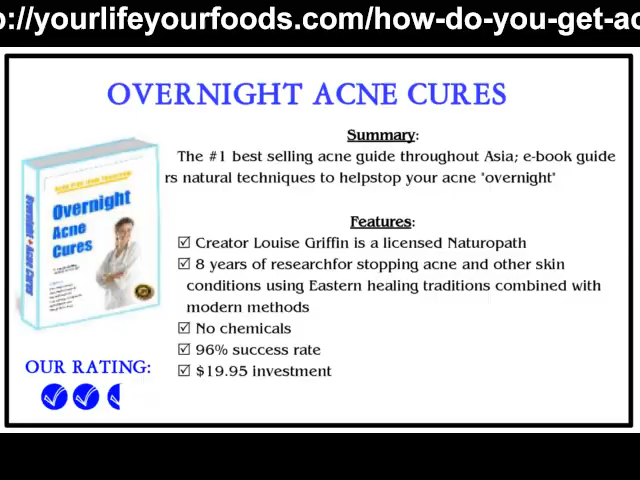 o://yourlifeyourfoods.com/how-do-you-get-ac
OVERNIGHT ACNE CURES
Summary:
The #1 best selling acne guide throughout Asia; e-book guide
rs natural techniques to helpstop your acne "overnight"
Features:
☑ Creator Louise Griffin is a licensed Naturopath
☑ 8 years of researchfor stopping acne and other skin
conditions using Eastern healing traditions combined with
modern methods
☑ No chemicals
☑ 96% success rate
☑ $19.95 investment
Overnight
Acne
Cures
Overnight Acne Cures
OUR RATING: